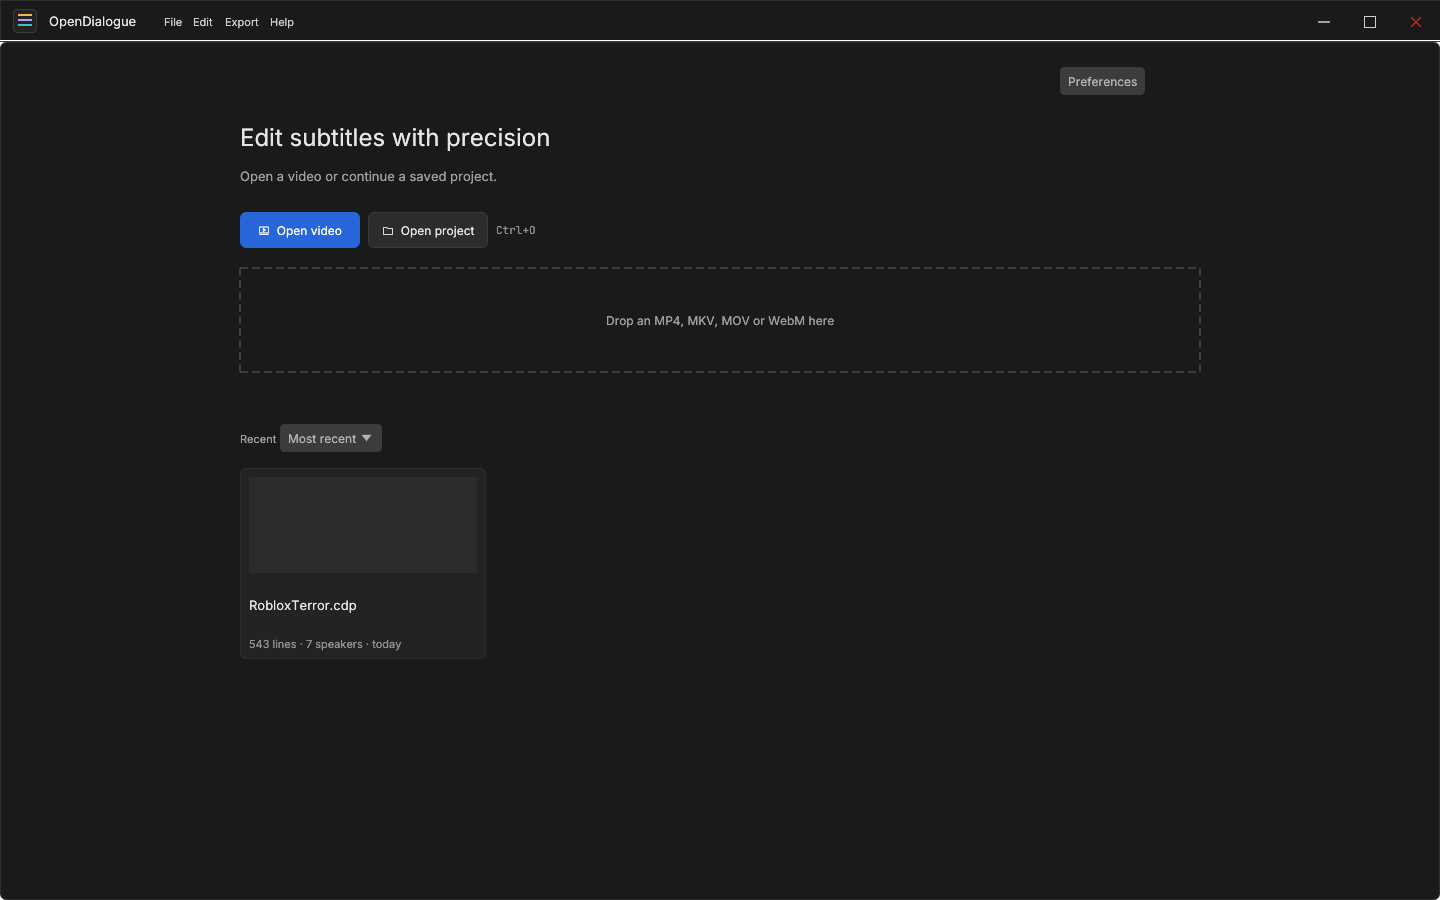 OpenDialogue File Edit Export Help
Preferences
Edit subtitles with precision
Open a video or continue a saved project.
Open video Open project Ctrl+O
Drop an MP4, MKV, MOV or WebM here
Recent Most recent
RobloxTerror.cdp
543 lines · 7 speakers · today